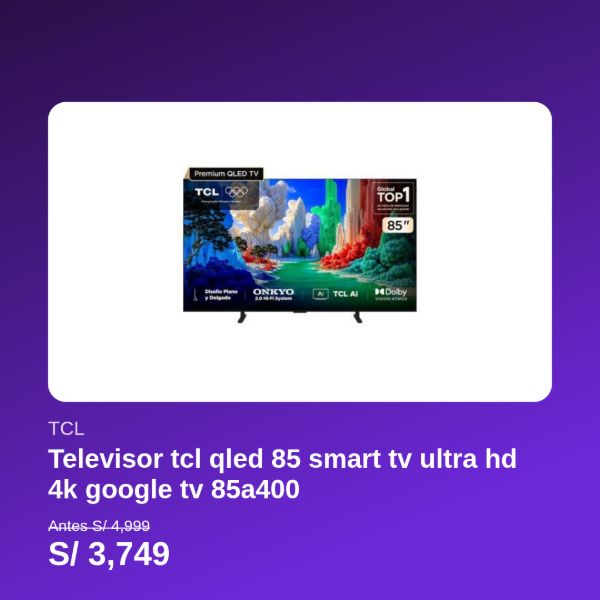 Premium QLED TV
TCL
Global
TOP1
85"
Diseño Plano
y Delgado
ONKYO
2.0 Hi-Fi System
Ai
TCL Ai
Dolby
VISION·ATMOS
TCL
Televisor tcl qled 85 smart tv ultra hd
4k google tv 85a400
Antes S/ 4,999
S/ 3,749